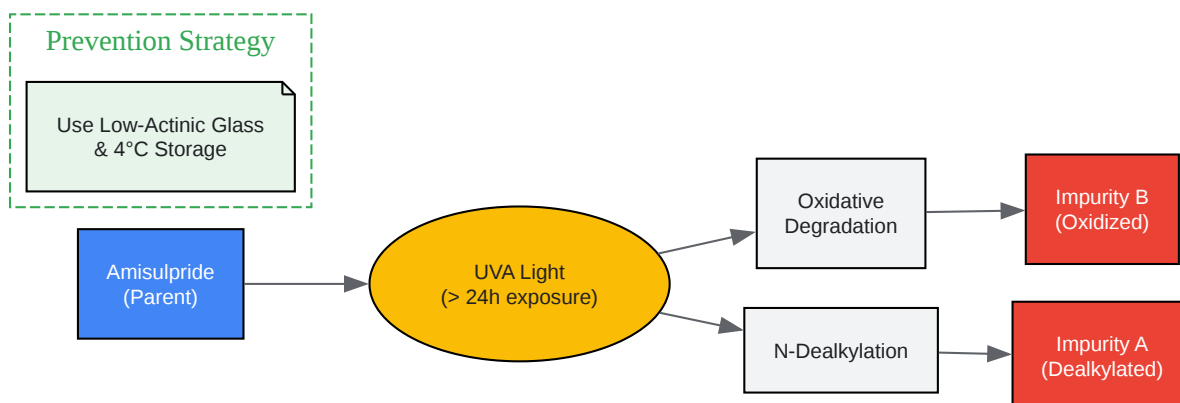 Prevention Strategy
Use Low-Actinic Glass
& 4°C Storage
Amisulpride
(Parent)
UVA Light
(> 24h exposure)
Oxidative
Degradation
Impurity B
(Oxidized)
N-Dealkylation
Impurity A
(Dealkylated)